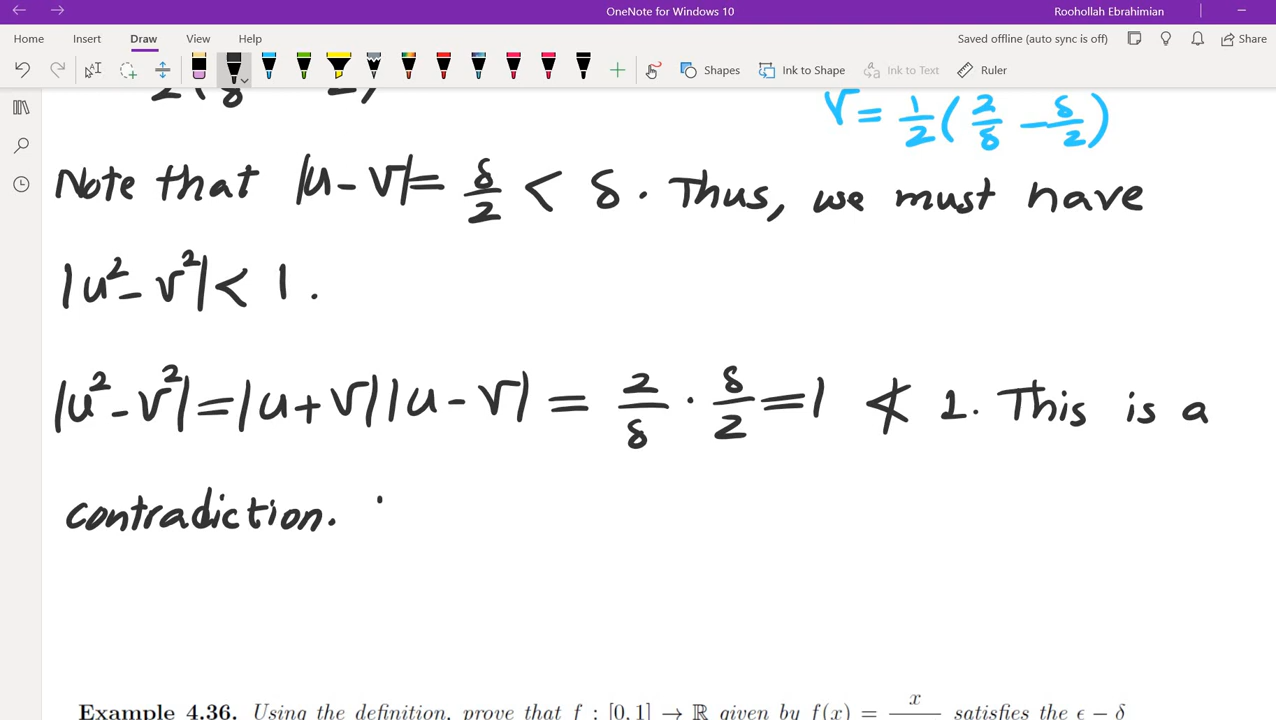 OneNote for Windows 10
Roohollah Ebrahimian
Home Insert Draw View Help
Saved offline (auto sync is off)
Share
Shapes
Ink to Shape
Ink to Text
Ruler
v = 1/2 (2/δ - δ/2)
Note that |u - v| = δ/2 < δ. Thus, we must have
|u² - v²| < 1.
|u² - v²| = |u + v| |u - v| = 2/δ · δ/2 = 1 ≮ 1. This is a
contradiction.
Example 4.36. Using the definition, prove that f : [0, 1] → ℝ given by f(x) = x satisfies the ϵ − δ